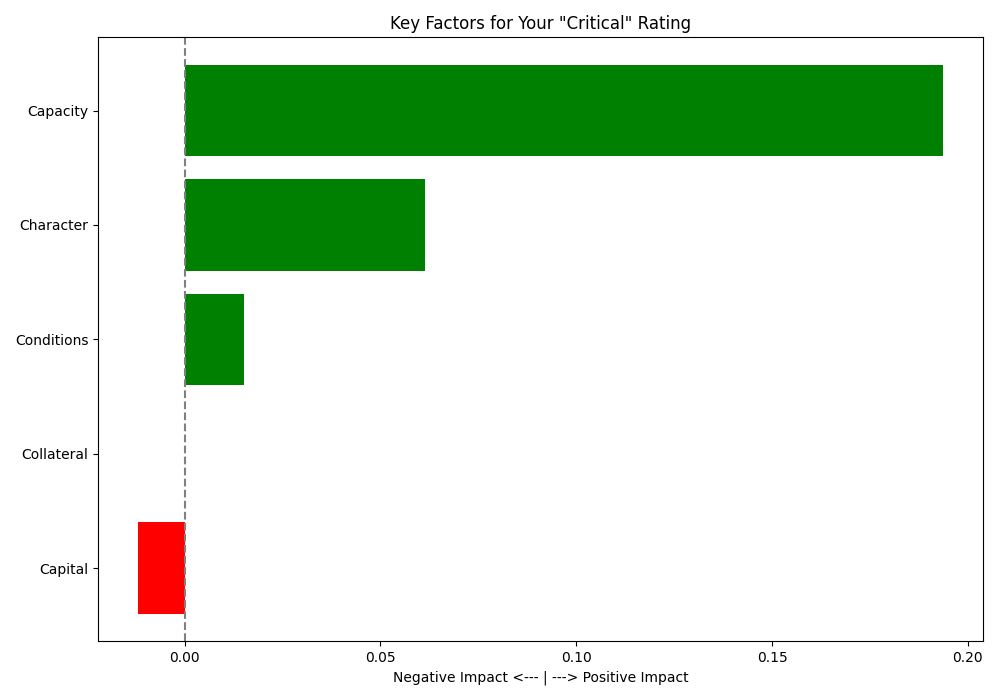 Key Factors for Your "Critical" Rating
Capacity
Character
Conditions
Collateral
Capital
0.00 0.05 0.10 0.15 0.20
Negative Impact <--- | ---> Positive Impact